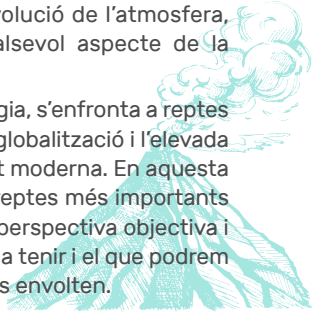 volució de l’atmosfera,
alsevol aspecte de la
gia, s’enfronta a reptes
globalització i l’elevada
t moderna. En aquesta
reptes més importants
perspectiva objectiva i
a tenir i el que podrem
s envolten.